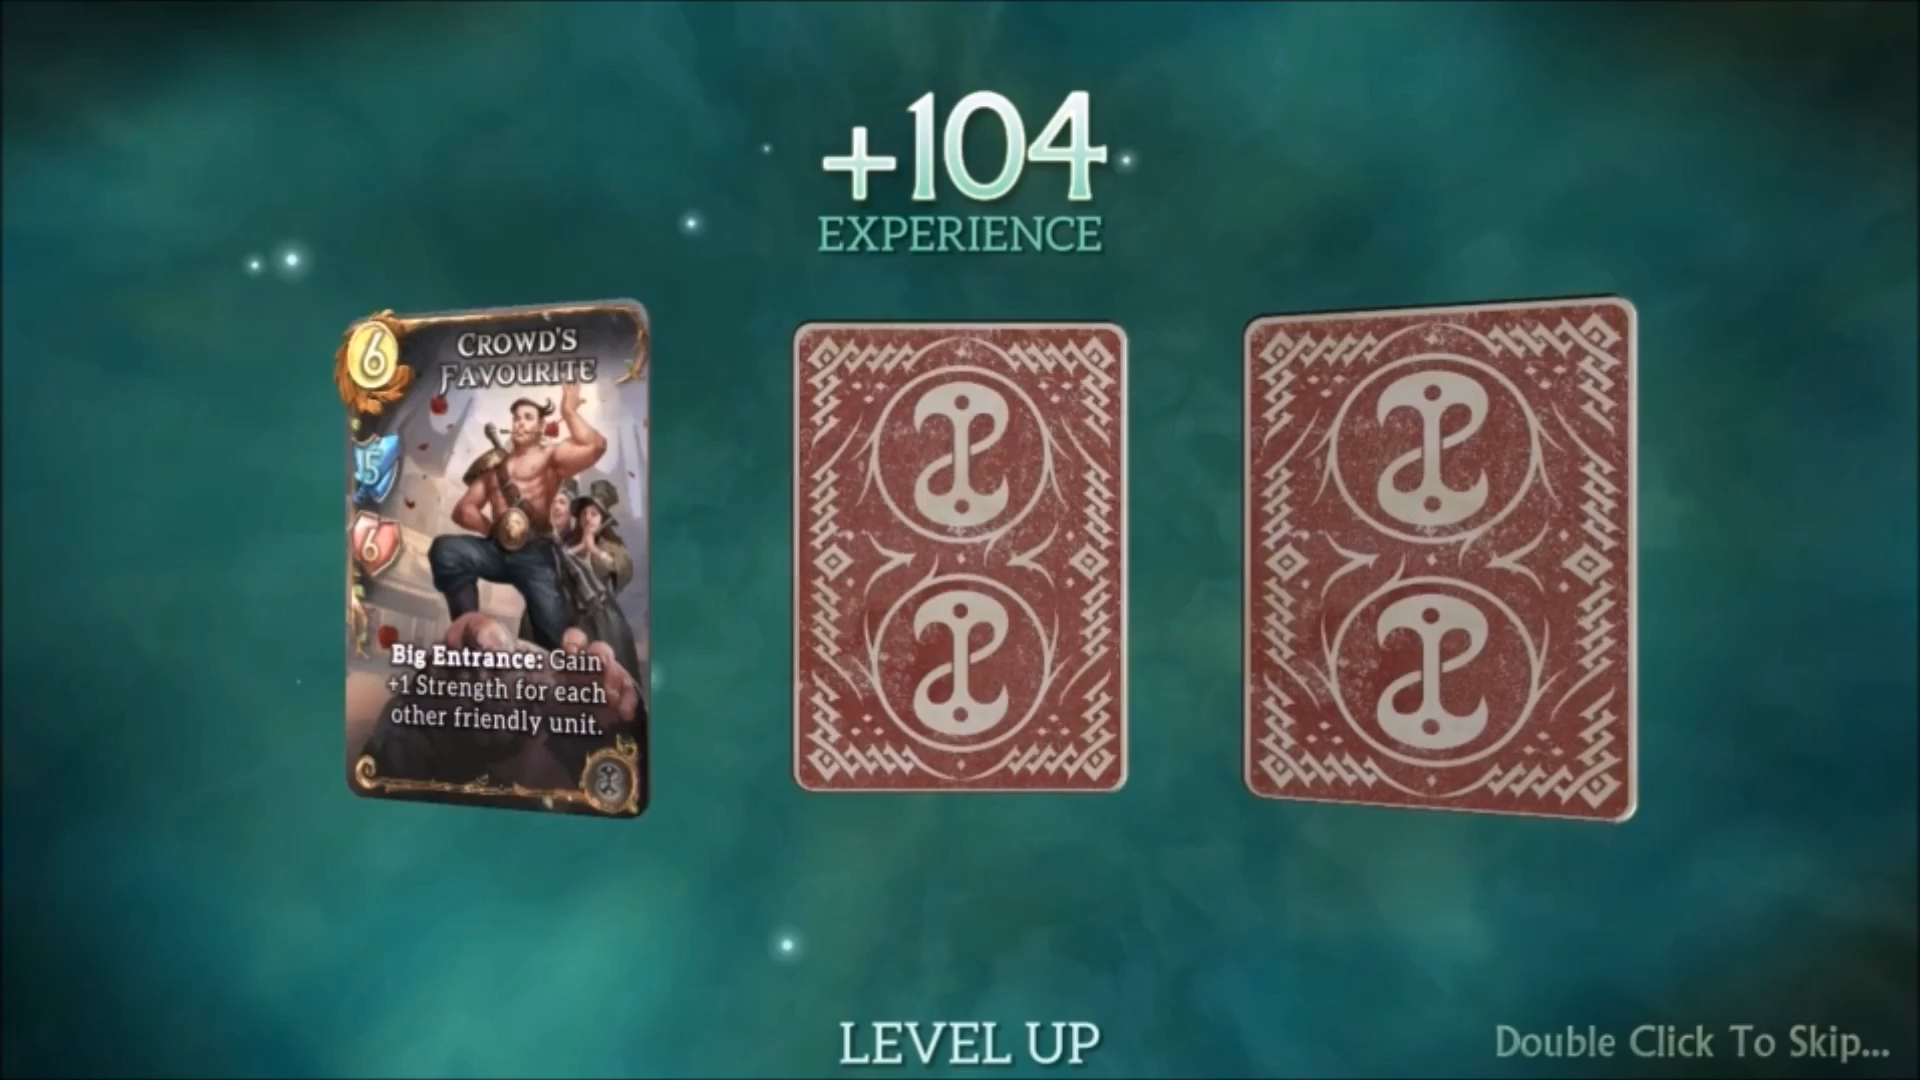 +104
EXPERIENCE
6
CROWD'S
FAVOURITE
5
6
Big Entrance: Gain
+1 Strength for each
other friendly unit.
LEVEL UP
Double Click To Skip...